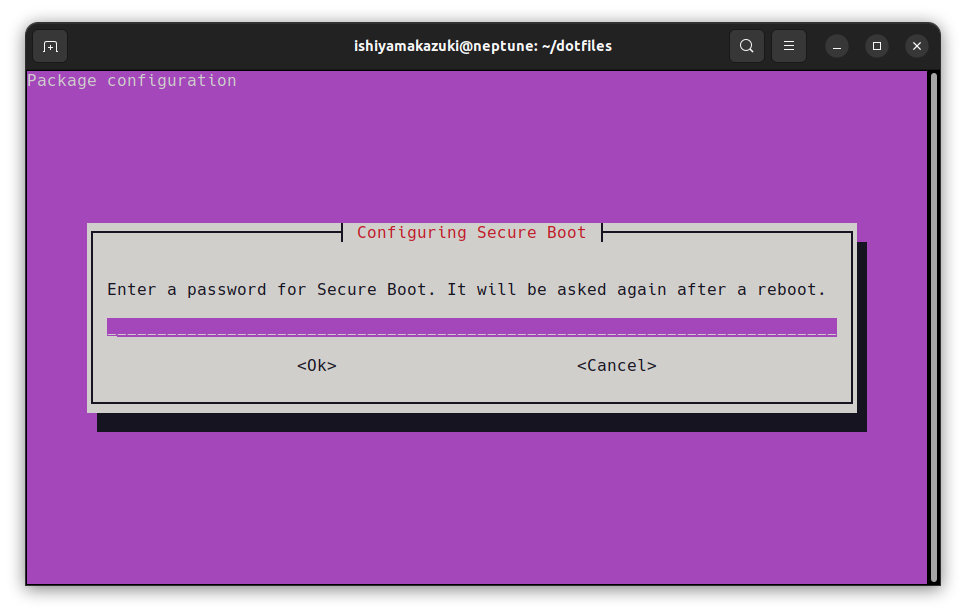 ishiyamakazuki@neptune: ~/dotfiles
Package configuration
Configuring Secure Boot
Enter a password for Secure Boot. It will be asked again after a reboot.
<Ok> <Cancel>